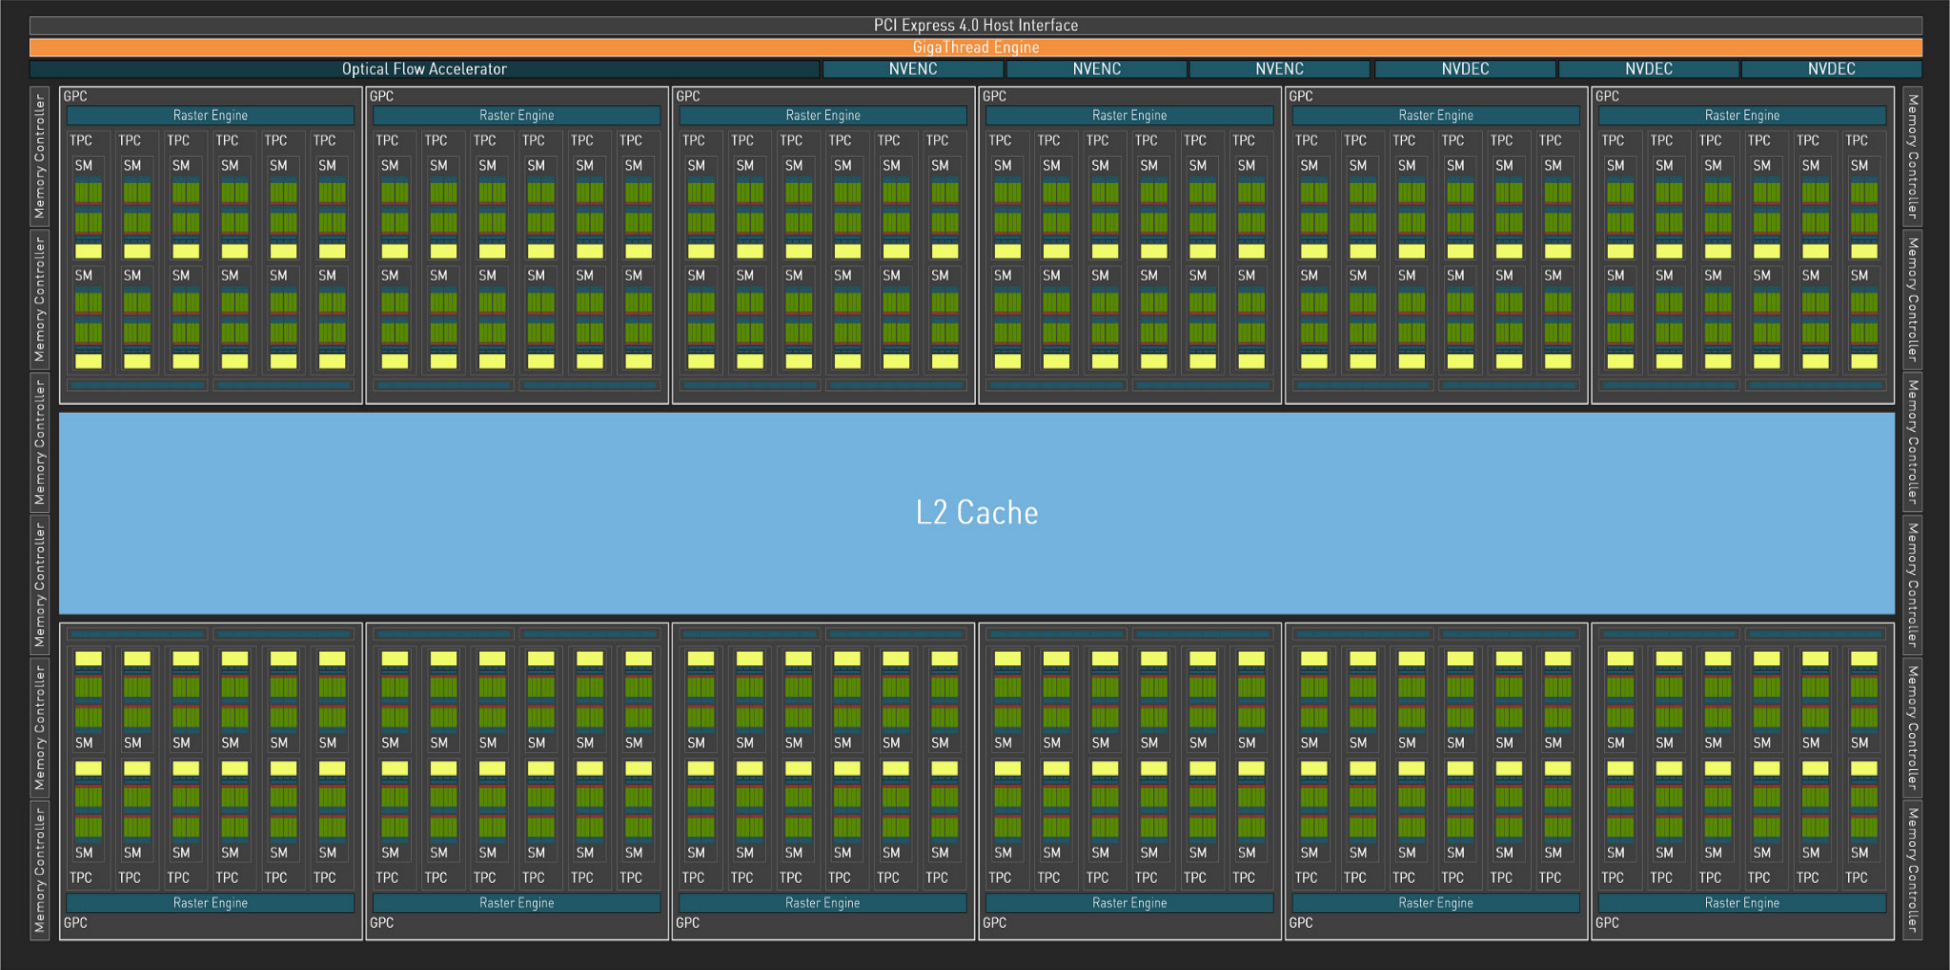 PCI Express 4.0 Host Interface
GigaThread Engine
Optical Flow Accelerator NVENC NVENC NVENC NVDEC NVDEC NVDEC
GPC GPC GPC GPC GPC GPC
Raster Engine Raster Engine Raster Engine Raster Engine Raster Engine Raster Engine
TPC TPC TPC TPC TPC TPC TPC TPC TPC TPC TPC TPC TPC TPC TPC TPC TPC TPC TPC TPC TPC TPC TPC TPC TPC TPC TPC TPC TPC TPC TPC TPC TPC TPC TPC TPC
SM SM SM SM SM SM SM SM SM SM SM SM SM SM SM SM SM SM SM SM SM SM SM SM SM SM SM SM SM SM SM SM SM SM SM SM
SM SM SM SM SM SM SM SM SM SM SM SM SM SM SM SM SM SM SM SM SM SM SM SM SM SM SM SM SM SM SM SM SM SM SM SM
Memory Controller
Memory Controller
Memory Controller
Memory Controller
Memory Controller
Memory Controller
L2 Cache
Memory Controller
Memory Controller
Memory Controller
Memory Controller
Memory Controller
Memory Controller
SM SM SM SM SM SM SM SM SM SM SM SM SM SM SM SM SM SM SM SM SM SM SM SM SM SM SM SM SM SM SM SM SM SM SM SM
SM SM SM SM SM SM SM SM SM SM SM SM SM SM SM SM SM SM SM SM SM SM SM SM SM SM SM SM SM SM SM SM SM SM SM SM
TPC TPC TPC TPC TPC TPC TPC TPC TPC TPC TPC TPC TPC TPC TPC TPC TPC TPC TPC TPC TPC TPC TPC TPC TPC TPC TPC TPC TPC TPC TPC TPC TPC TPC TPC TPC
Raster Engine Raster Engine Raster Engine Raster Engine Raster Engine Raster Engine
GPC GPC GPC GPC GPC GPC